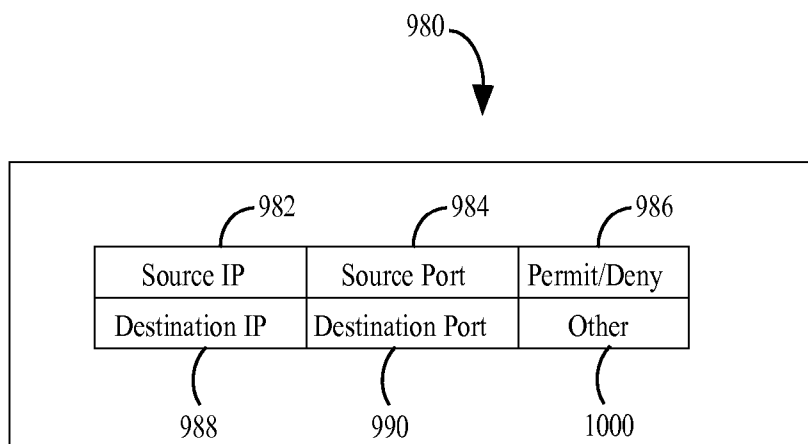 980
982 984 986
Source IP Source Port Permit/Deny
Destination IP Destination Port Other
988 990 1000